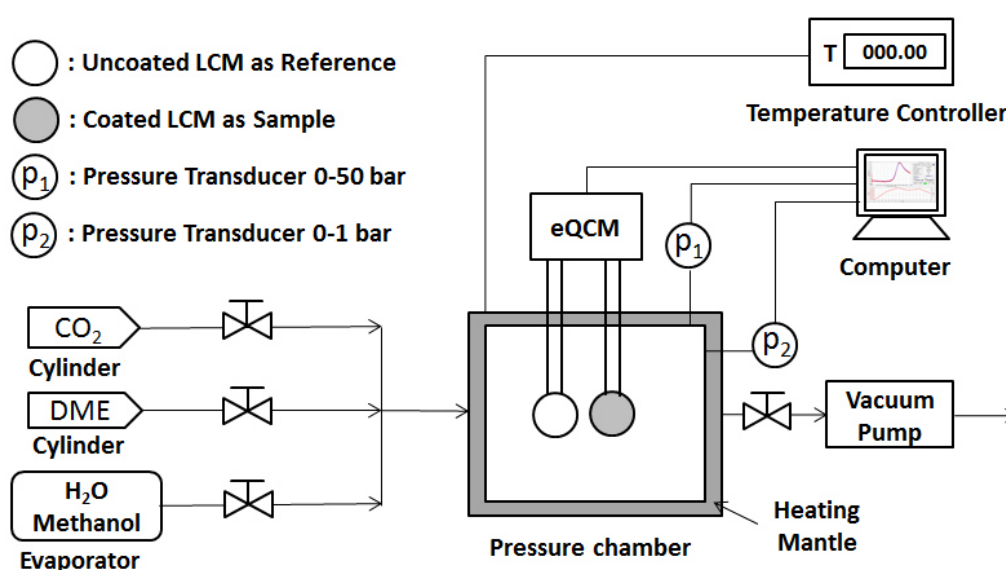 : Uncoated LCM as Reference
: Coated LCM as Sample
p₁ : Pressure Transducer 0-50 bar
p₂ : Pressure Transducer 0-1 bar
T 000.00
Temperature Controller
eQCM
p₁
Computer
p₂
CO₂
Cylinder
DME
Cylinder
H₂O
Methanol
Evaporator
Vacuum
Pump
Heating
Mantle
Pressure chamber